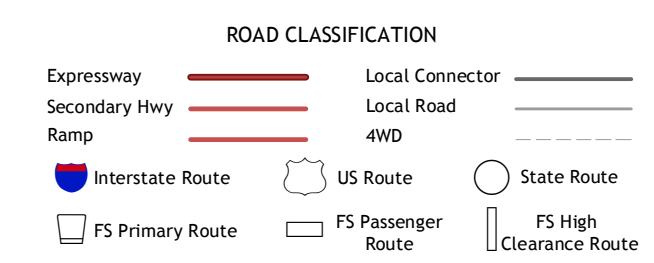 ROAD CLASSIFICATION
Expressway
Local Connector
Secondary Hwy
Local Road
Ramp
4WD
Interstate Route
US Route
State Route
FS Primary Route
FS Passenger
Route
FS High
Clearance Route